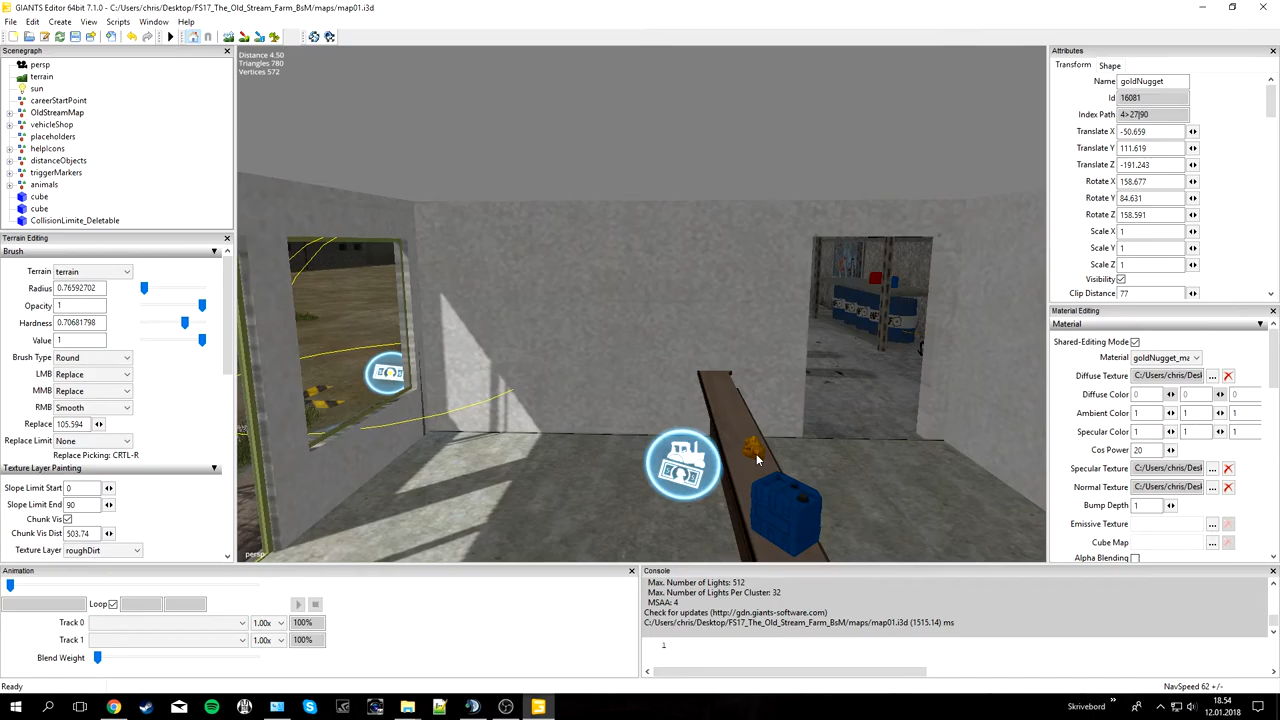 GIANTS Editor 64bit 7.1.0 - C:/Users/chris/Desktop/FS17_The_Old_Stream_Farm_BsM/maps/map01.i3d
File Edit Create View Scripts Window Help
Scenegraph
persp
terrain
sun
careerStartPoint
OldStreamMap
vehicleShop
placeholders
helpIcons
distanceObjects
triggerMarkers
animals
cube
cube
CollisionLimite_Deletable
Terrain Editing
Brush
Terrain terrain
Radius 0.76592702
Opacity 1
Hardness 0.70681798
Value 1
Brush Type Round
LMB Replace
MMB Replace
RMB Smooth
Replace 105.594
Replace Limit None
Replace Picking: CRTL-R
Texture Layer Painting
Slope Limit Start 0
Slope Limit End 90
Chunk Vis
Chunk Vis Dist 503.74
Texture Layer roughDirt
Distance 4.50
Triangles 780
Vertices 572
persp
Attributes
Transform Shape
Name goldNugget
Id 16081
Index Path 4>27|90
Translate X -50.659
Translate Y 111.619
Translate Z -191.243
Rotate X 158.677
Rotate Y 84.631
Rotate Z 158.591
Scale X 1
Scale Y 1
Scale Z 1
Visibility
Clip Distance 77
Material Editing
Material
Shared-Editing Mode
Material goldNugget_ma
Diffuse Texture C:/Users/chris/Desl ...
Diffuse Color 0 0 0
Ambient Color 1 1 1
Specular Color 1 1 1
Cos Power 20
Specular Texture C:/Users/chris/Desl ...
Normal Texture C:/Users/chris/Desl ...
Bump Depth 1
Emissive Texture ...
Cube Map ...
Alpha Blending
Animation
Loop
Track 0 1.00x 100%
Track 1 1.00x 100%
Blend Weight
Console
Max. Number of Lights: 512
Max. Number of Lights Per Cluster: 32
MSAA: 4
Check for updates (http://gdn.giants-software.com)
C:/Users/chris/Desktop/FS17_The_Old_Stream_Farm_BsM/maps/map01.i3d (1515.14) ms
1
Ready
NavSpeed 62 +/-
Skrivebord
18.54
12.01.2018